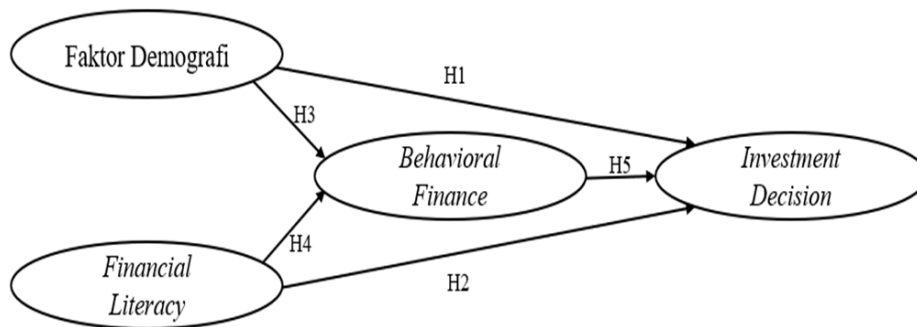 Faktor Demografi
H1
H3
Behavioral
Finance
H5
Investment
Decision
H4
Financial
Literacy
H2